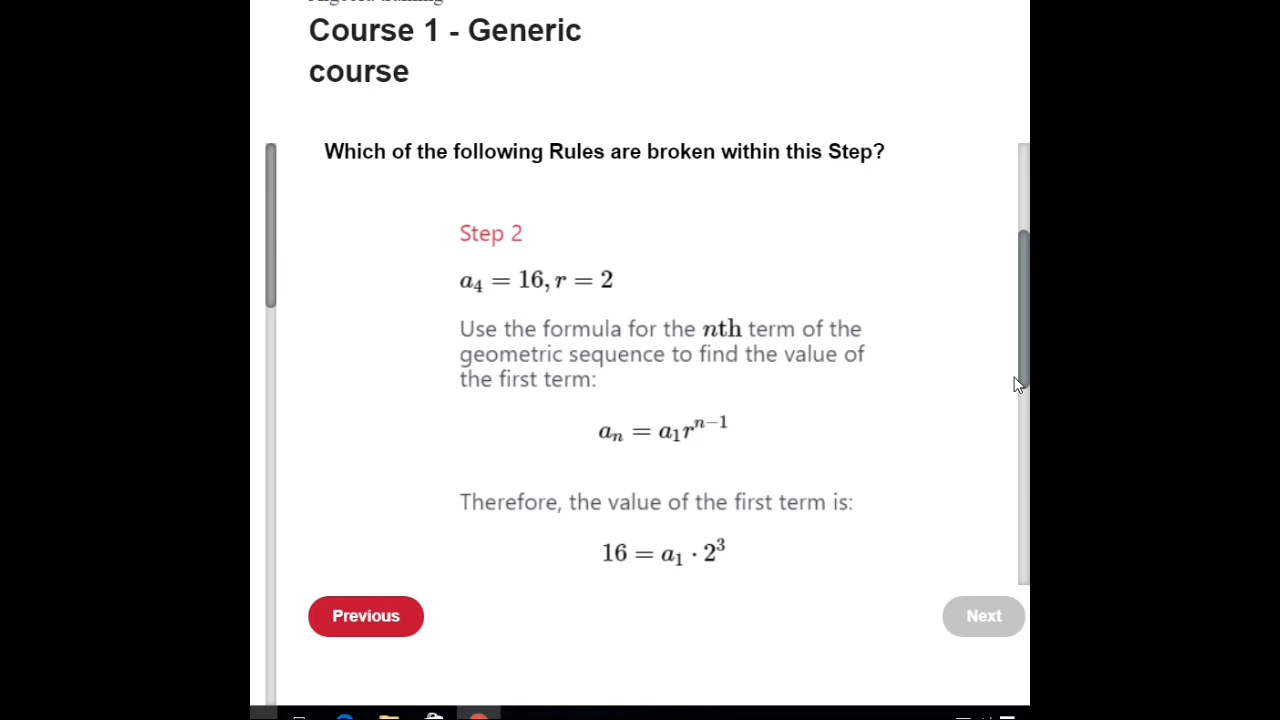 Course 1 - Generic
course
Which of the following Rules are broken within this Step?
Step 2
a₄ = 16, r = 2
Use the formula for the nth term of the
geometric sequence to find the value of
the first term:
aₙ = a₁rⁿ⁻¹
Therefore, the value of the first term is:
16 = a₁ · 2³
Previous
Next